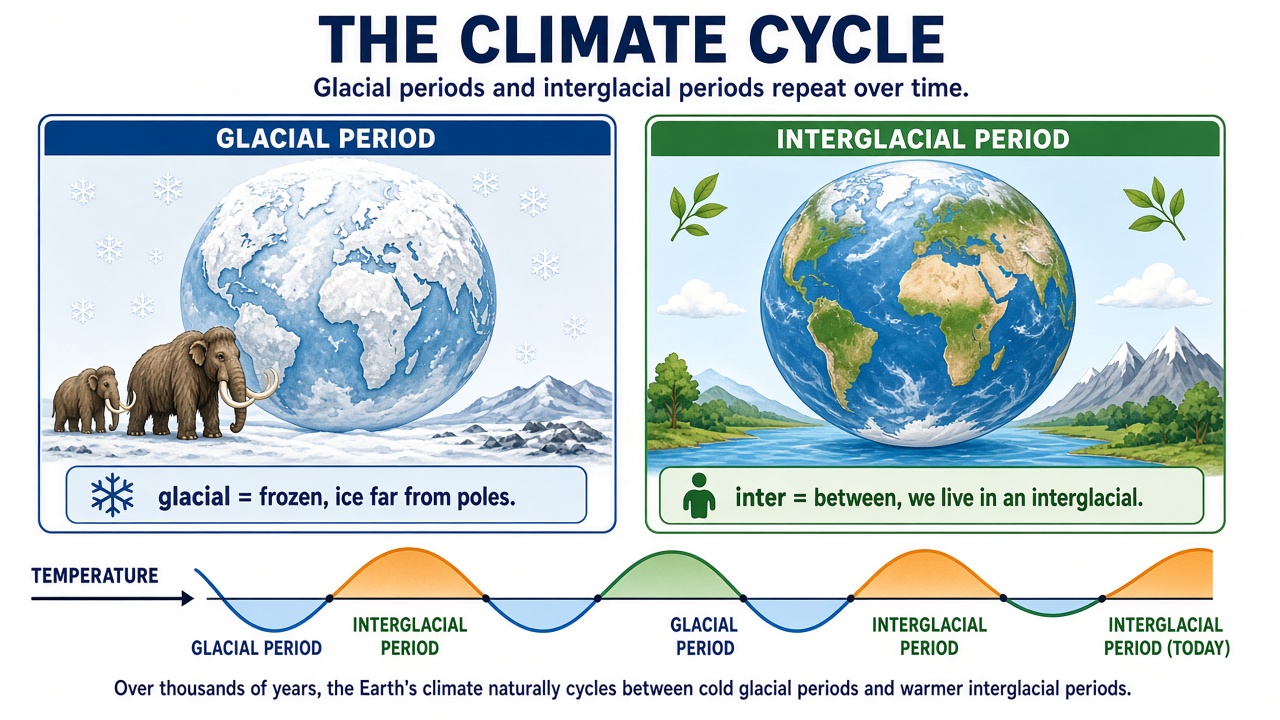 THE CLIMATE CYCLE
Glacial periods and interglacial periods repeat over time.
GLACIAL PERIOD
glacial = frozen, ice far from poles.
INTERGLACIAL PERIOD
inter = between, we live in an interglacial.
TEMPERATURE
GLACIAL PERIOD
INTERGLACIAL
PERIOD
GLACIAL
PERIOD
INTERGLACIAL
PERIOD
INTERGLACIAL
PERIOD (TODAY)
Over thousands of years, the Earth's climate naturally cycles between cold glacial periods and warmer interglacial periods.